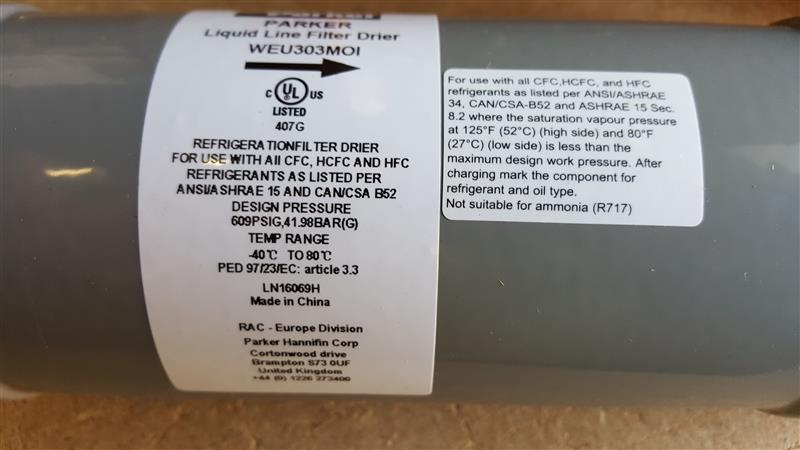 PARKER
Liquid Line Filter Drier
WEU303MOI
C UL US
LISTED
407G
REFRIGERATIONFILTER DRIER
FOR USE WITH All CFC, HCFC AND HFC
REFRIGERANTS AS LISTED PER
ANSI/ASHRAE 15 AND CAN/CSA B52
DESIGN PRESSURE
609PSIG,41.98BAR(G)
TEMP RANGE
-40℃ TO 80℃
PED 97/23/EC: article 3.3
LN16069H
Made in China
RAC - Europe Division
Parker Hannifin Corp
Cortonwood drive
Brampton S73 0UF
United Kingdom
+44 (0) 1226 273400
For use with all CFC,HCFC, and HFC
refrigerants as listed per ANSI/ASHRAE
34, CAN/CSA-B52 and ASHRAE 15 Sec.
8.2 where the saturation vapour pressure
at 125°F (52°C) (high side) and 80°F
(27°C) (low side) is less than the
maximum design work pressure. After
charging mark the component for
refrigerant and oil type.
Not suitable for ammonia (R717)